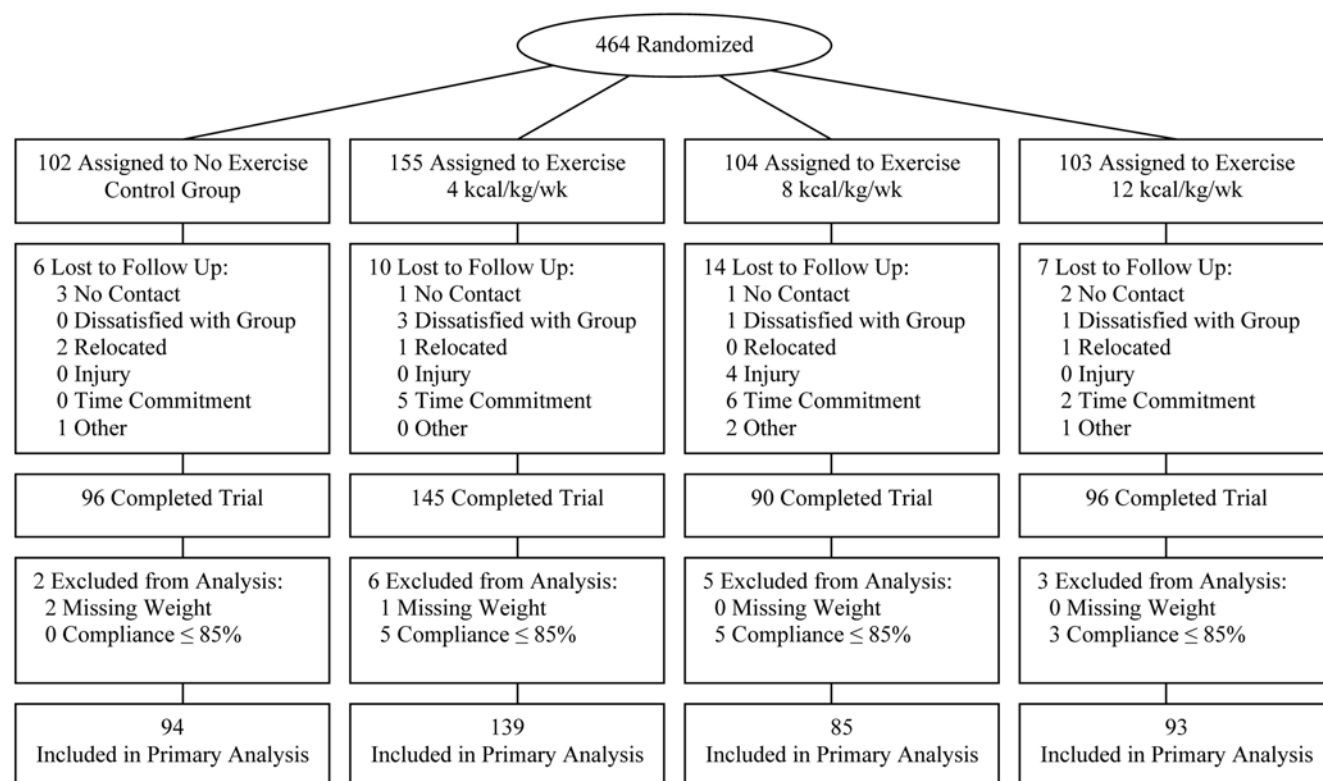 464 Randomized
102 Assigned to No Exercise
Control Group
155 Assigned to Exercise
4 kcal/kg/wk
104 Assigned to Exercise
8 kcal/kg/wk
103 Assigned to Exercise
12 kcal/kg/wk
6 Lost to Follow Up:
3 No Contact
0 Dissatisfied with Group
2 Relocated
0 Injury
0 Time Commitment
1 Other
10 Lost to Follow Up:
1 No Contact
3 Dissatisfied with Group
1 Relocated
0 Injury
5 Time Commitment
0 Other
14 Lost to Follow Up:
1 No Contact
1 Dissatisfied with Group
0 Relocated
4 Injury
6 Time Commitment
2 Other
7 Lost to Follow Up:
2 No Contact
1 Dissatisfied with Group
1 Relocated
0 Injury
2 Time Commitment
1 Other
96 Completed Trial
145 Completed Trial
90 Completed Trial
96 Completed Trial
2 Excluded from Analysis:
2 Missing Weight
0 Compliance ≤ 85%
6 Excluded from Analysis:
1 Missing Weight
5 Compliance ≤ 85%
5 Excluded from Analysis:
0 Missing Weight
5 Compliance ≤ 85%
3 Excluded from Analysis:
0 Missing Weight
3 Compliance ≤ 85%
94
Included in Primary Analysis
139
Included in Primary Analysis
85
Included in Primary Analysis
93
Included in Primary Analysis